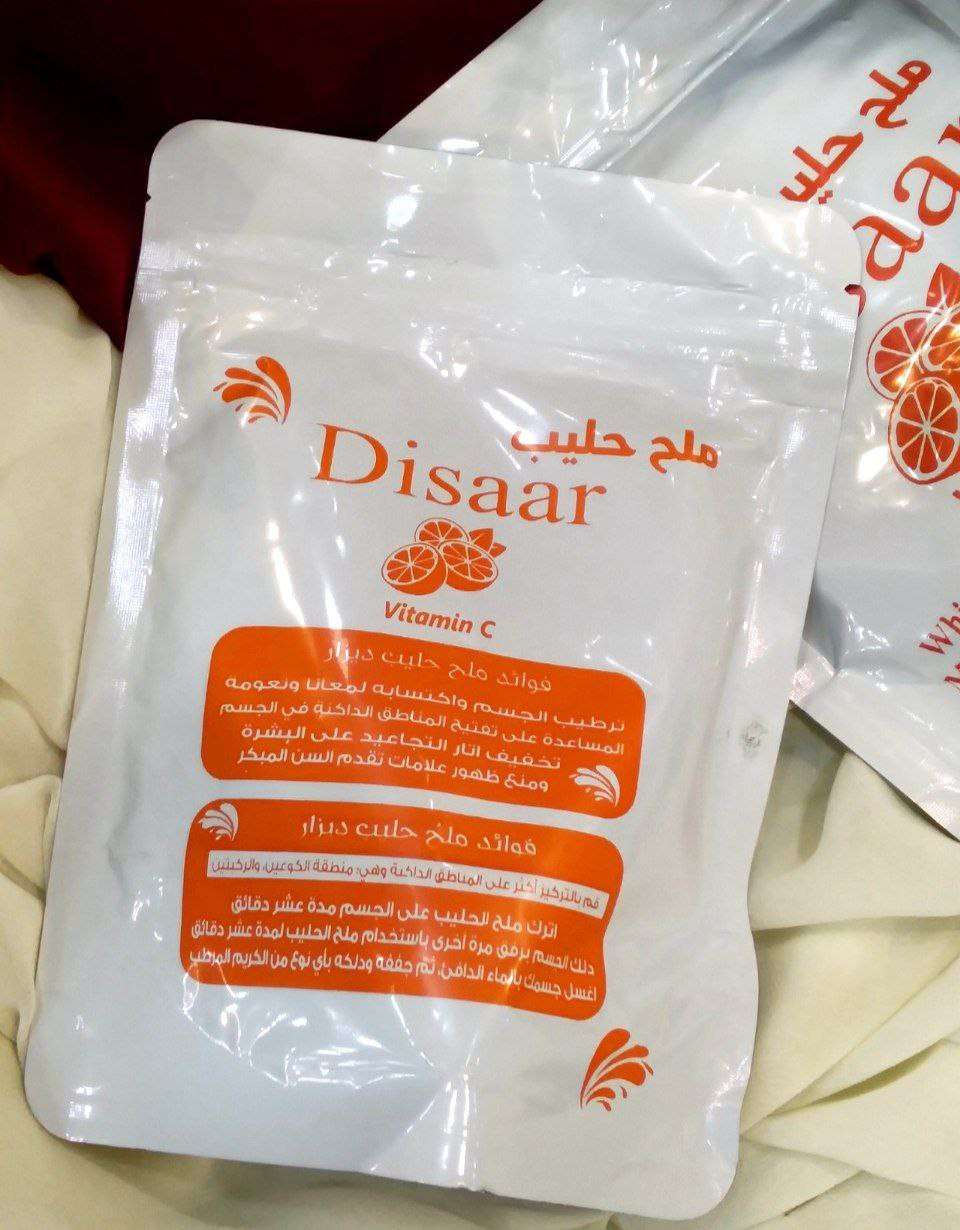 ملح حليب
Disaar
Vitamin C
فوائد ملح حليب ديزار
ترطيب الجسم واكتسابه لمعانا ونعومه
المساعدة على تفتيح المناطق الداكنة في الجسم
تخفيف اثار التجاعيد على البشرة
ومنع ظهور علامات تقدم السن المبكر
فوائد ملح حليب ديزار
قم بالتركيز أكثر على المناطق الداكنة وهي: منطقة الكوعين، والركبتين
اترك ملح الحليب على الجسم مدة عشر دقائق
دلك الجسم برفق مرة أخرى باستخدام ملح الحليب لمدة عشر دقائق
اغسل جسمك بالماء الدافئ، ثم جففه ودلكه بأي نوع من الكريم المرطب
ملح حليب